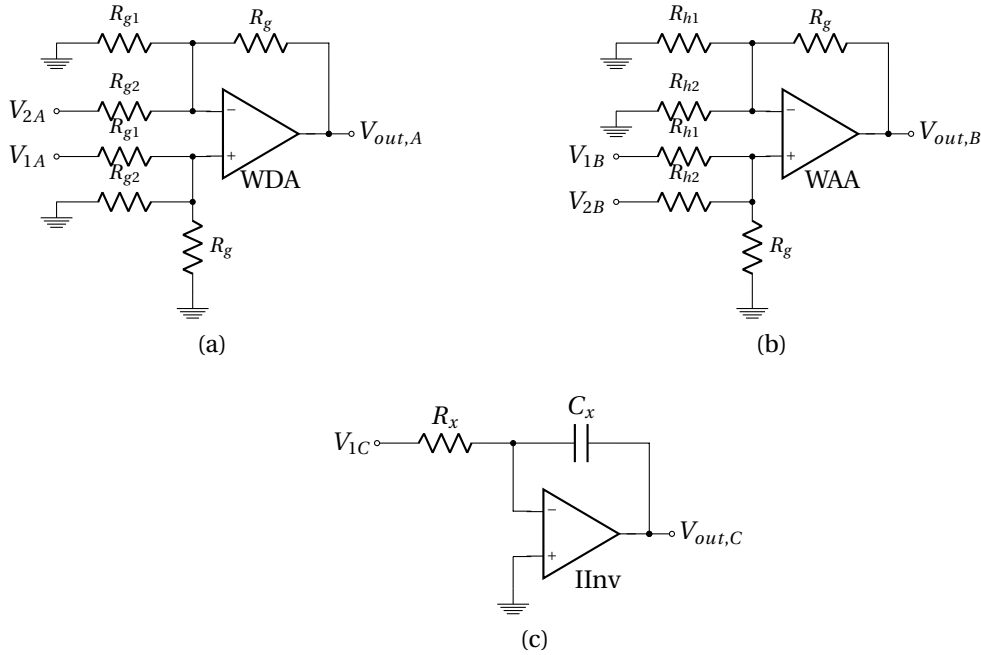 R_{g1}
R_g
R_{g2}
V_{2A}
−
R_{g1}
V_{out,A}
V_{1A}
+
R_{g2}
WDA
R_g
(a)
R_{h1}
R_g
R_{h2}
−
R_{h1}
V_{out,B}
V_{1B}
+
R_{h2}
WAA
V_{2B}
R_g
(b)
C_x
R_x
V_{1C}
−
V_{out,C}
+
IInv
(c)